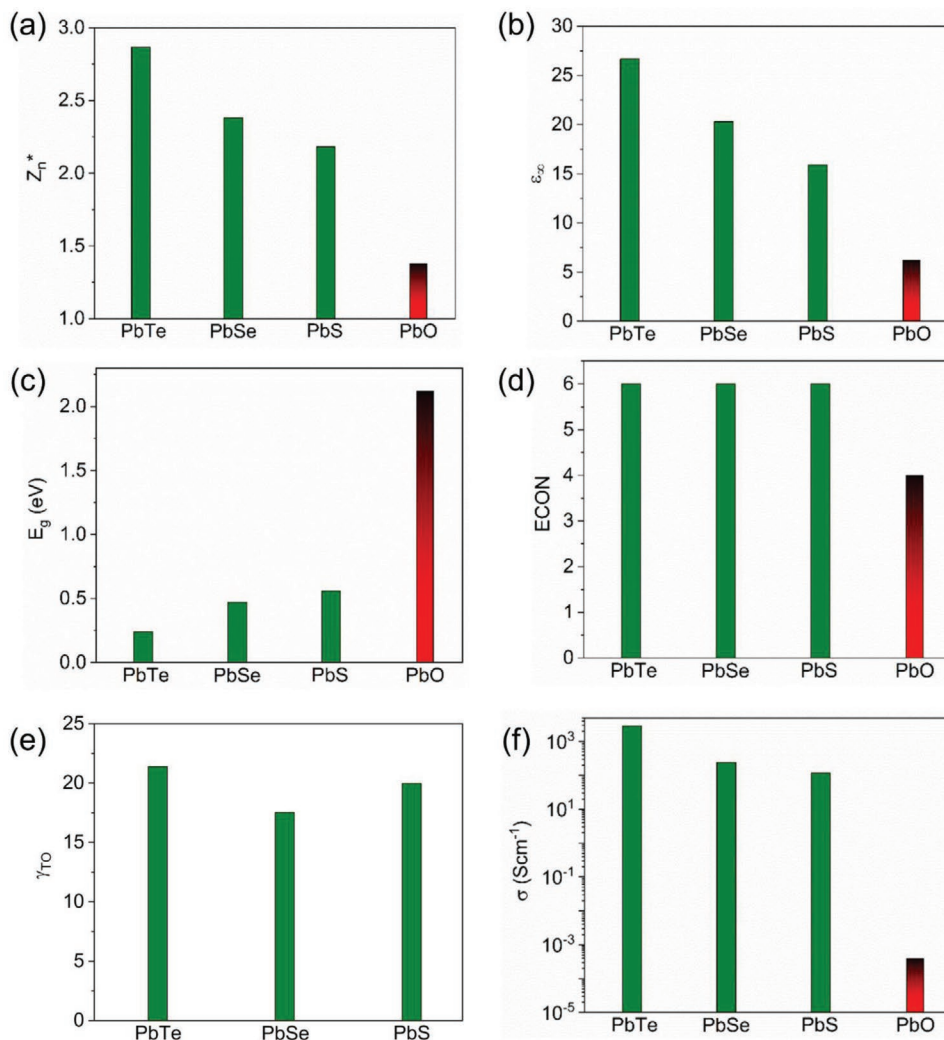 (a)
3.0
2.5
2.0
1.5
1.0
Zn*
PbTe PbSe PbS PbO
(b)
30
25
20
15
10
5
0
ε∞
PbTe PbSe PbS PbO
(c)
2.0
1.5
1.0
0.5
0.0
Eg (eV)
PbTe PbSe PbS PbO
(d)
6
5
4
3
2
1
0
ECON
PbTe PbSe PbS PbO
(e)
25
20
15
10
5
0
γTO
PbTe PbSe PbS
(f)
10³
10¹
10⁻¹
10⁻³
10⁻⁵
σ (Scm⁻¹)
PbTe PbSe PbS PbO